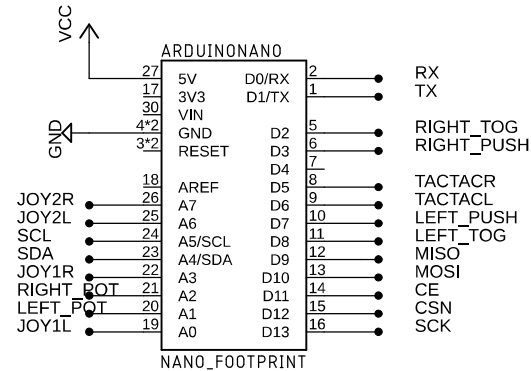 VCC
ARDUINONANO
27 5V D0/RX 2 RX
17 3V3 D1/TX 1 TX
30 VIN
GND 4*2 GND D2 5 RIGHT_TOG
3*2 RESET D3 6 RIGHT_PUSH
D4 7
18 AREF D5 8 TACTACR
JOY2R 26 A7 D6 9 TACTACL
JOY2L 25 A6 D7 10 LEFT_PUSH
SCL 24 A5/SCL D8 11 LEFT_TOG
SDA 23 A4/SDA D9 12 MISO
JOY1R 22 A3 D10 13 MOSI
RIGHT_POT 21 A2 D11 14 CE
LEFT_POT 20 A1 D12 15 CSN
JOY1L 19 A0 D13 16 SCK
NANO_FOOTPRINT